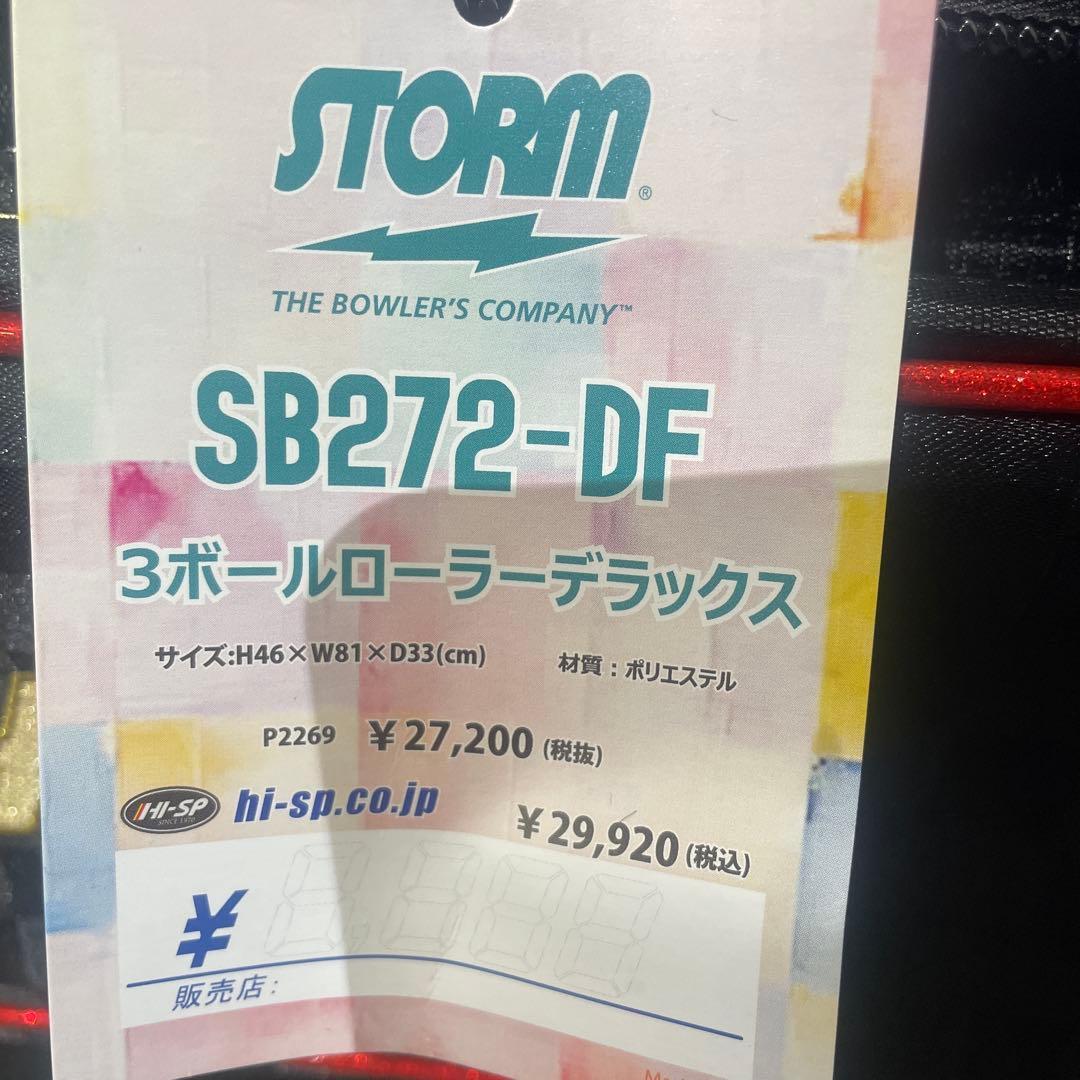 STORM®
THE BOWLER'S COMPANY™
SB272-DF
3ボールローラーデラックス
サイズ:H46×W81×D33(cm) 材質:ポリエステル
P2269 ¥27,200(税抜)
HI-SP SINCE 1970 hi-sp.co.jp
¥29,920(税込)
¥
販売店: